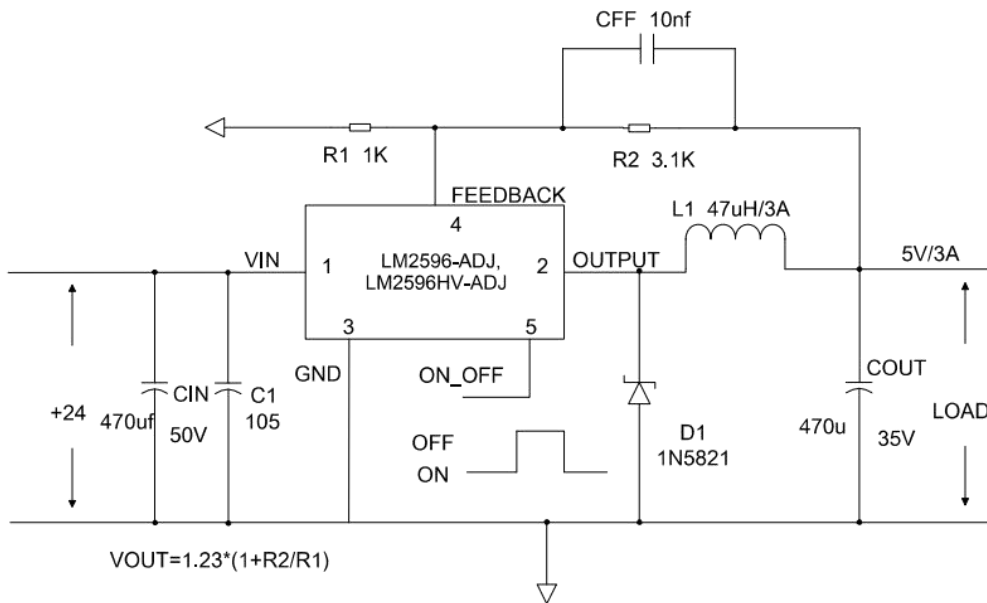 CFF 10nf
R1 1K
R2 3.1K
FEEDBACK
L1 47uH/3A
4
VIN
1
LM2596-ADJ,
LM2596HV-ADJ
2
OUTPUT
5V/3A
3
5
GND
ON_OFF
+24
470uf
CIN
50V
C1
105
OFF
ON
D1
1N5821
COUT
470u
35V
LOAD
VOUT=1.23*(1+R2/R1)